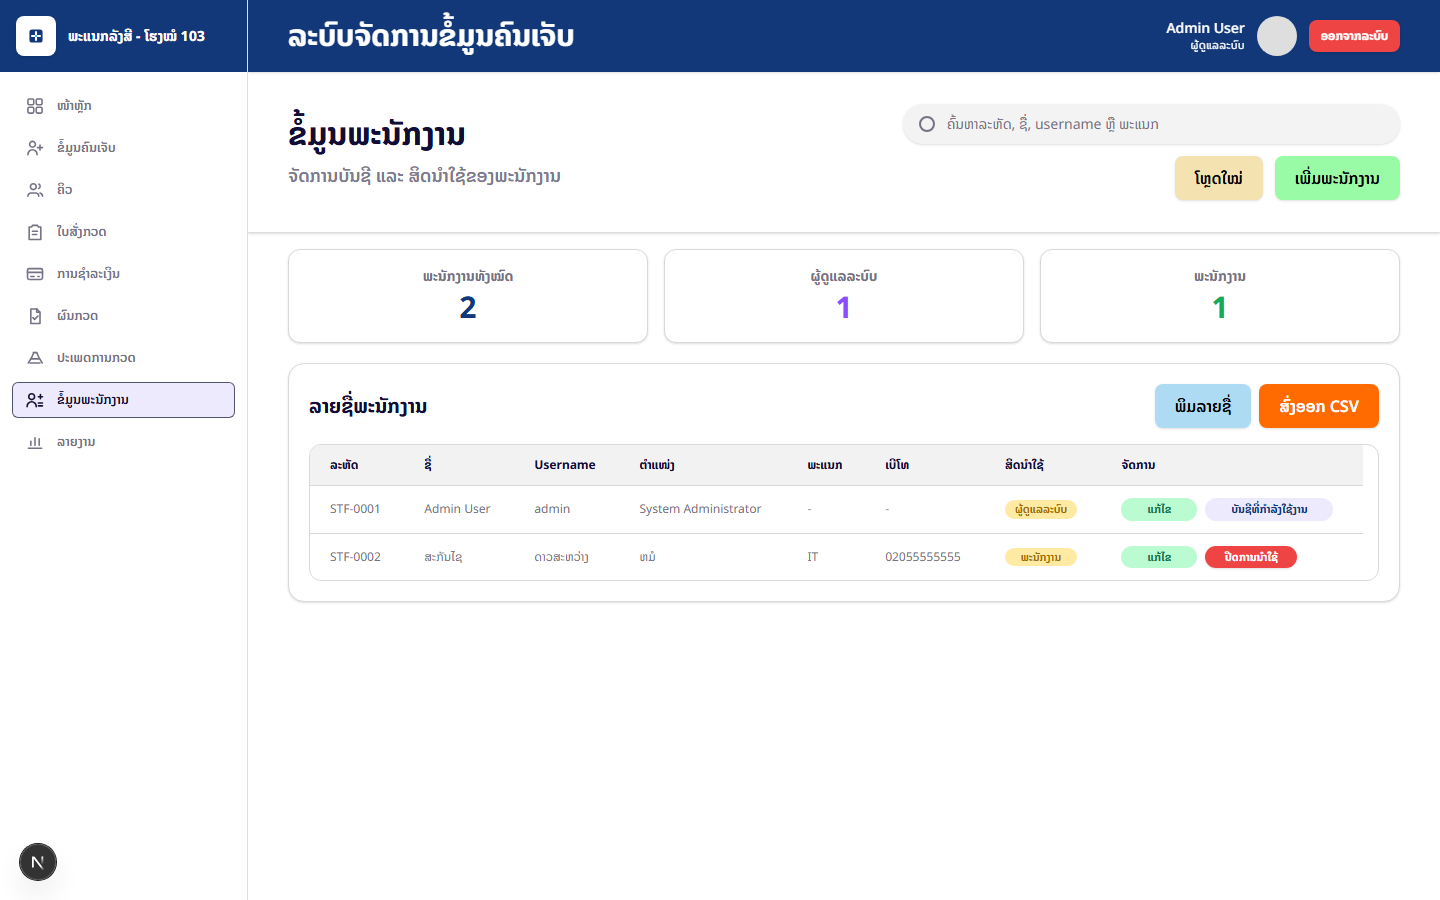 ພະແນກລັງສີ - ໂຮງໝໍ 103
ລະບົບຈັດການຂໍ້ມູນຄົນເຈັບ
Admin User
ຜູ້ດູແລລະບົບ
ອອກຈາກລະບົບ
ໜ້າຫຼັກ
ຂໍ້ມູນຄົນເຈັບ
ຄິວ
ໃບສັ່ງກວດ
ການຊຳລະເງິນ
ຜົນກວດ
ປະເພດການກວດ
ຂໍ້ມູນພະນັກງານ
ລາຍງານ
ຂໍ້ມູນພະນັກງານ
ຈັດການບັນຊີ ແລະ ສິດນຳໃຊ້ຂອງພະນັກງານ
ຄົ້ນຫາລະຫັດ, ຊື່, username ຫຼື ພະແນກ
ໂຫຼດໃໝ່
ເພີ່ມພະນັກງານ
ພະນັກງານທັງໝົດ
2
ຜູ້ດູແລລະບົບ
1
ພະນັກງານ
1
ລາຍຊື່ພະນັກງານ
ພິມລາຍຊື່
ສົ່ງອອກ CSV
ລະຫັດ ຊື່ Username ຕຳແໜ່ງ ພະແນກ ເບີໂທ ສິດນຳໃຊ້ ຈັດການ
STF-0001 Admin User admin System Administrator - - ຜູ້ດູແລລະບົບ ແກ້ໄຂ ບັນຊີທີ່ກຳລັງໃຊ້ງານ
STF-0002 ສະກັນໄຊ ດາວສະຫວ່າງ ຫມໍ IT 02055555555 ພະນັກງານ ແກ້ໄຂ ປິດການນຳໃຊ້
N